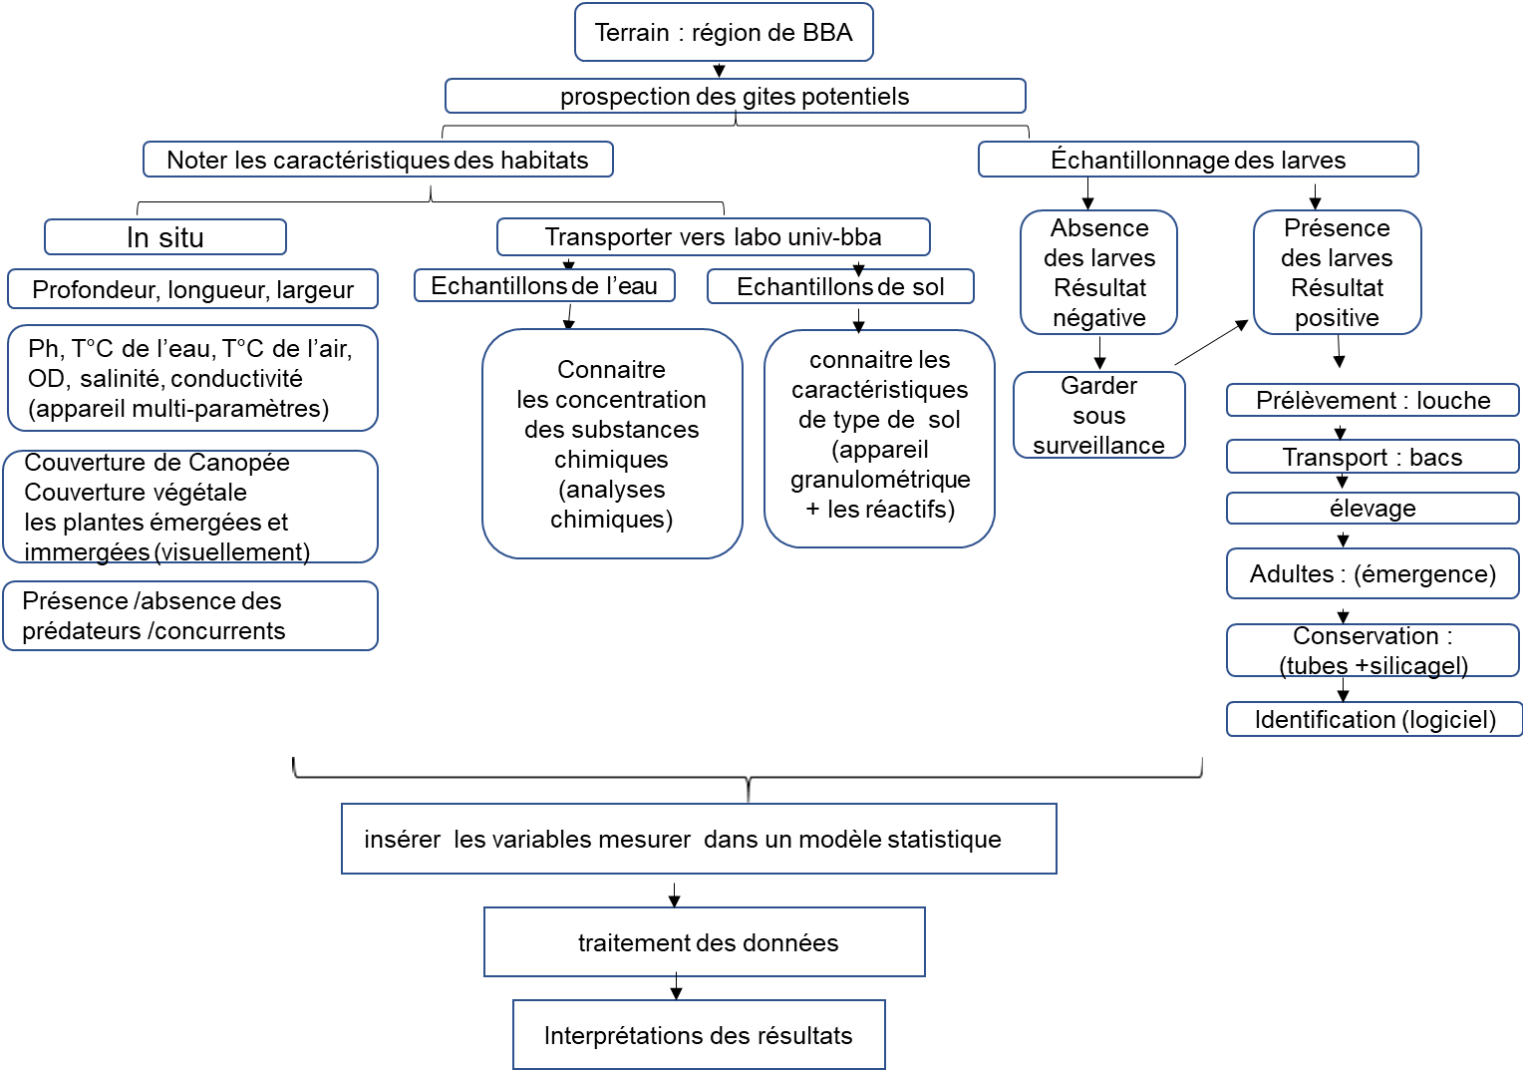 Terrain : région de BBA
prospection des gites potentiels
Noter les caractéristiques des habitats
Échantillonnage des larves
In situ
Transporter vers labo univ-bba
Profondeur, longueur, largeur
Ph, T°C de l’eau, T°C de l’air,
OD, salinité, conductivité
(appareil multi-paramètres)
Couverture de Canopée
Couverture végétale
les plantes émergées et
immergées (visuellement)
Présence /absence des
prédateurs /concurrents
Echantillons de l’eau
Connaitre
les concentration
des substances
chimiques
(analyses
chimiques)
Echantillons de sol
connaitre les
caractéristiques
de type de sol
(appareil
granulométrique
+ les réactifs)
Absence
des larves
Résultat
négative
Garder
sous
surveillance
Présence
des larves
Résultat
positive
Prélèvement : louche
Transport : bacs
élevage
Adultes : (émergence)
Conservation :
(tubes +silicagel)
Identification (logiciel)
insérer les variables mesurer dans un modèle statistique
traitement des données
Interprétations des résultats